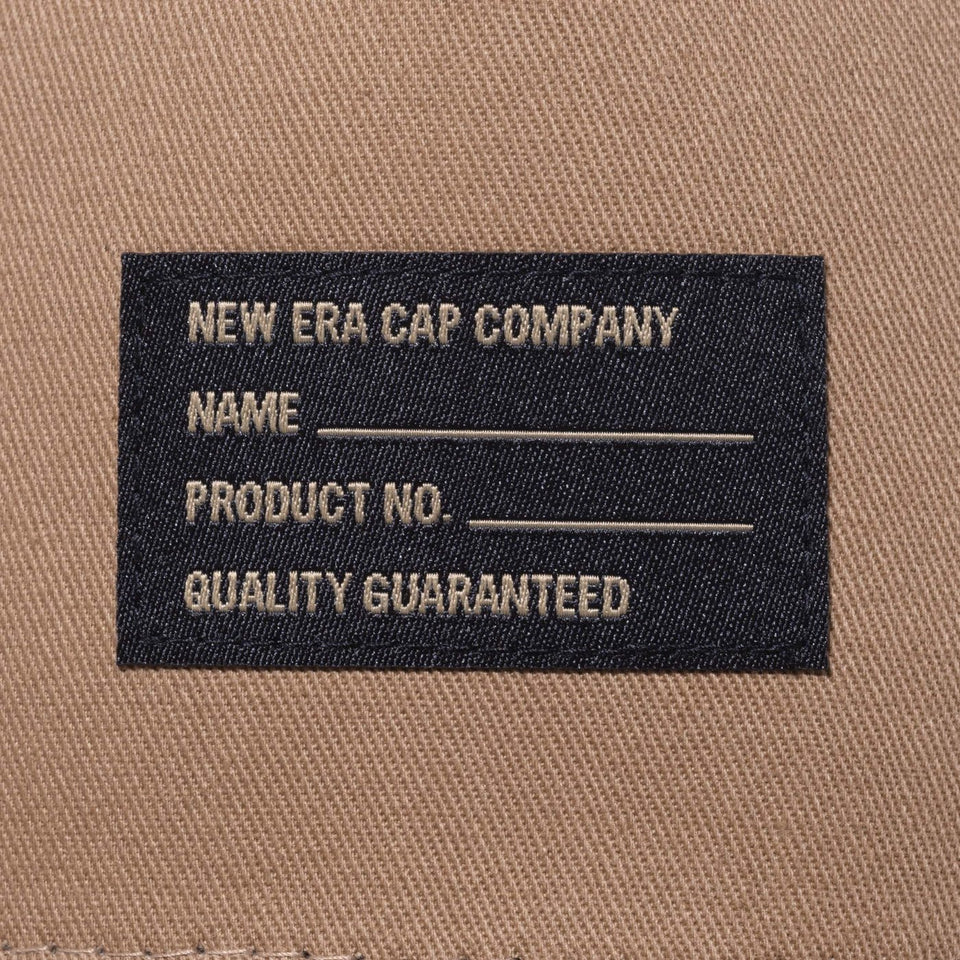 NEW ERA CAP COMPANY
NAME
PRODUCT NO.
QUALITY GUARANTEED